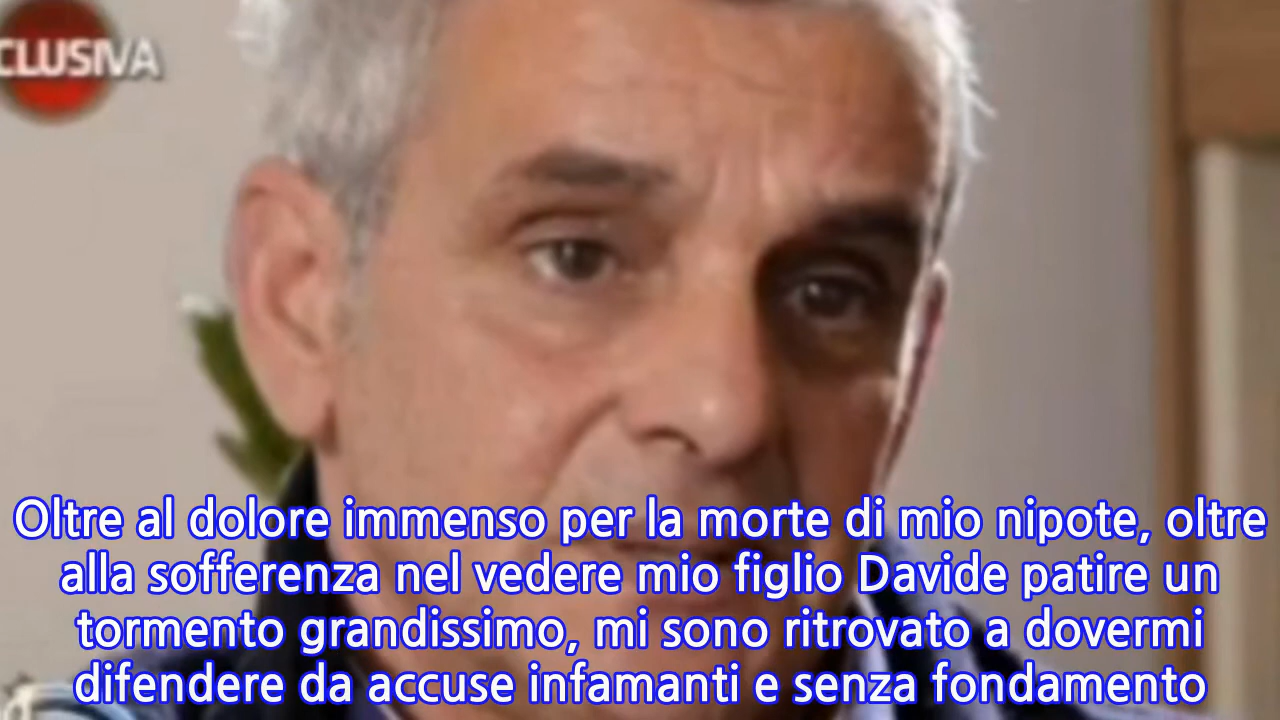 CLUSIVA
Oltre al dolore immenso per la morte di mio nipote, oltre
alla sofferenza nel vedere mio figlio Davide patire un
tormento grandissimo, mi sono ritrovato a dovermi
difendere da accuse infamanti e senza fondamento